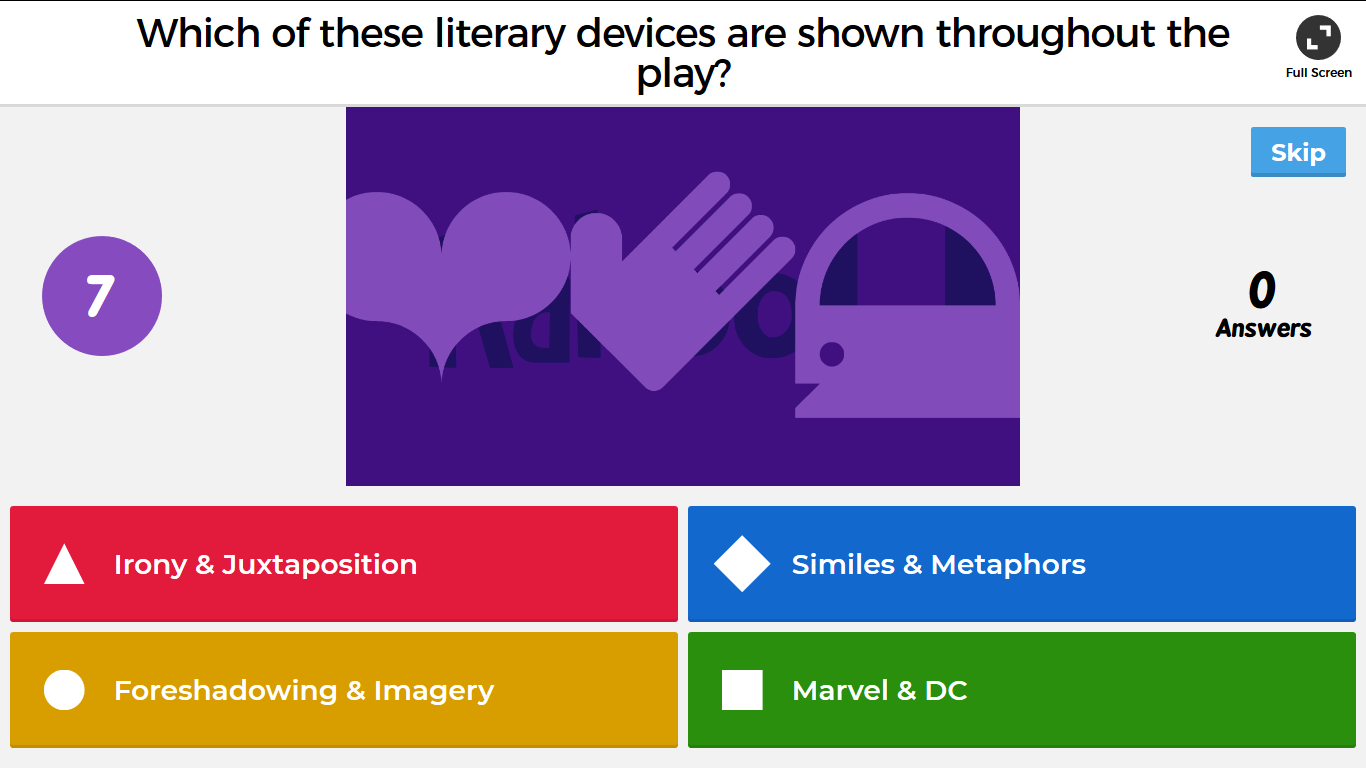 Which of these literary devices are shown throughout the
play?
Full Screen
Skip
7
0
Answers
Irony & Juxtaposition
Similes & Metaphors
Foreshadowing & Imagery
Marvel & DC